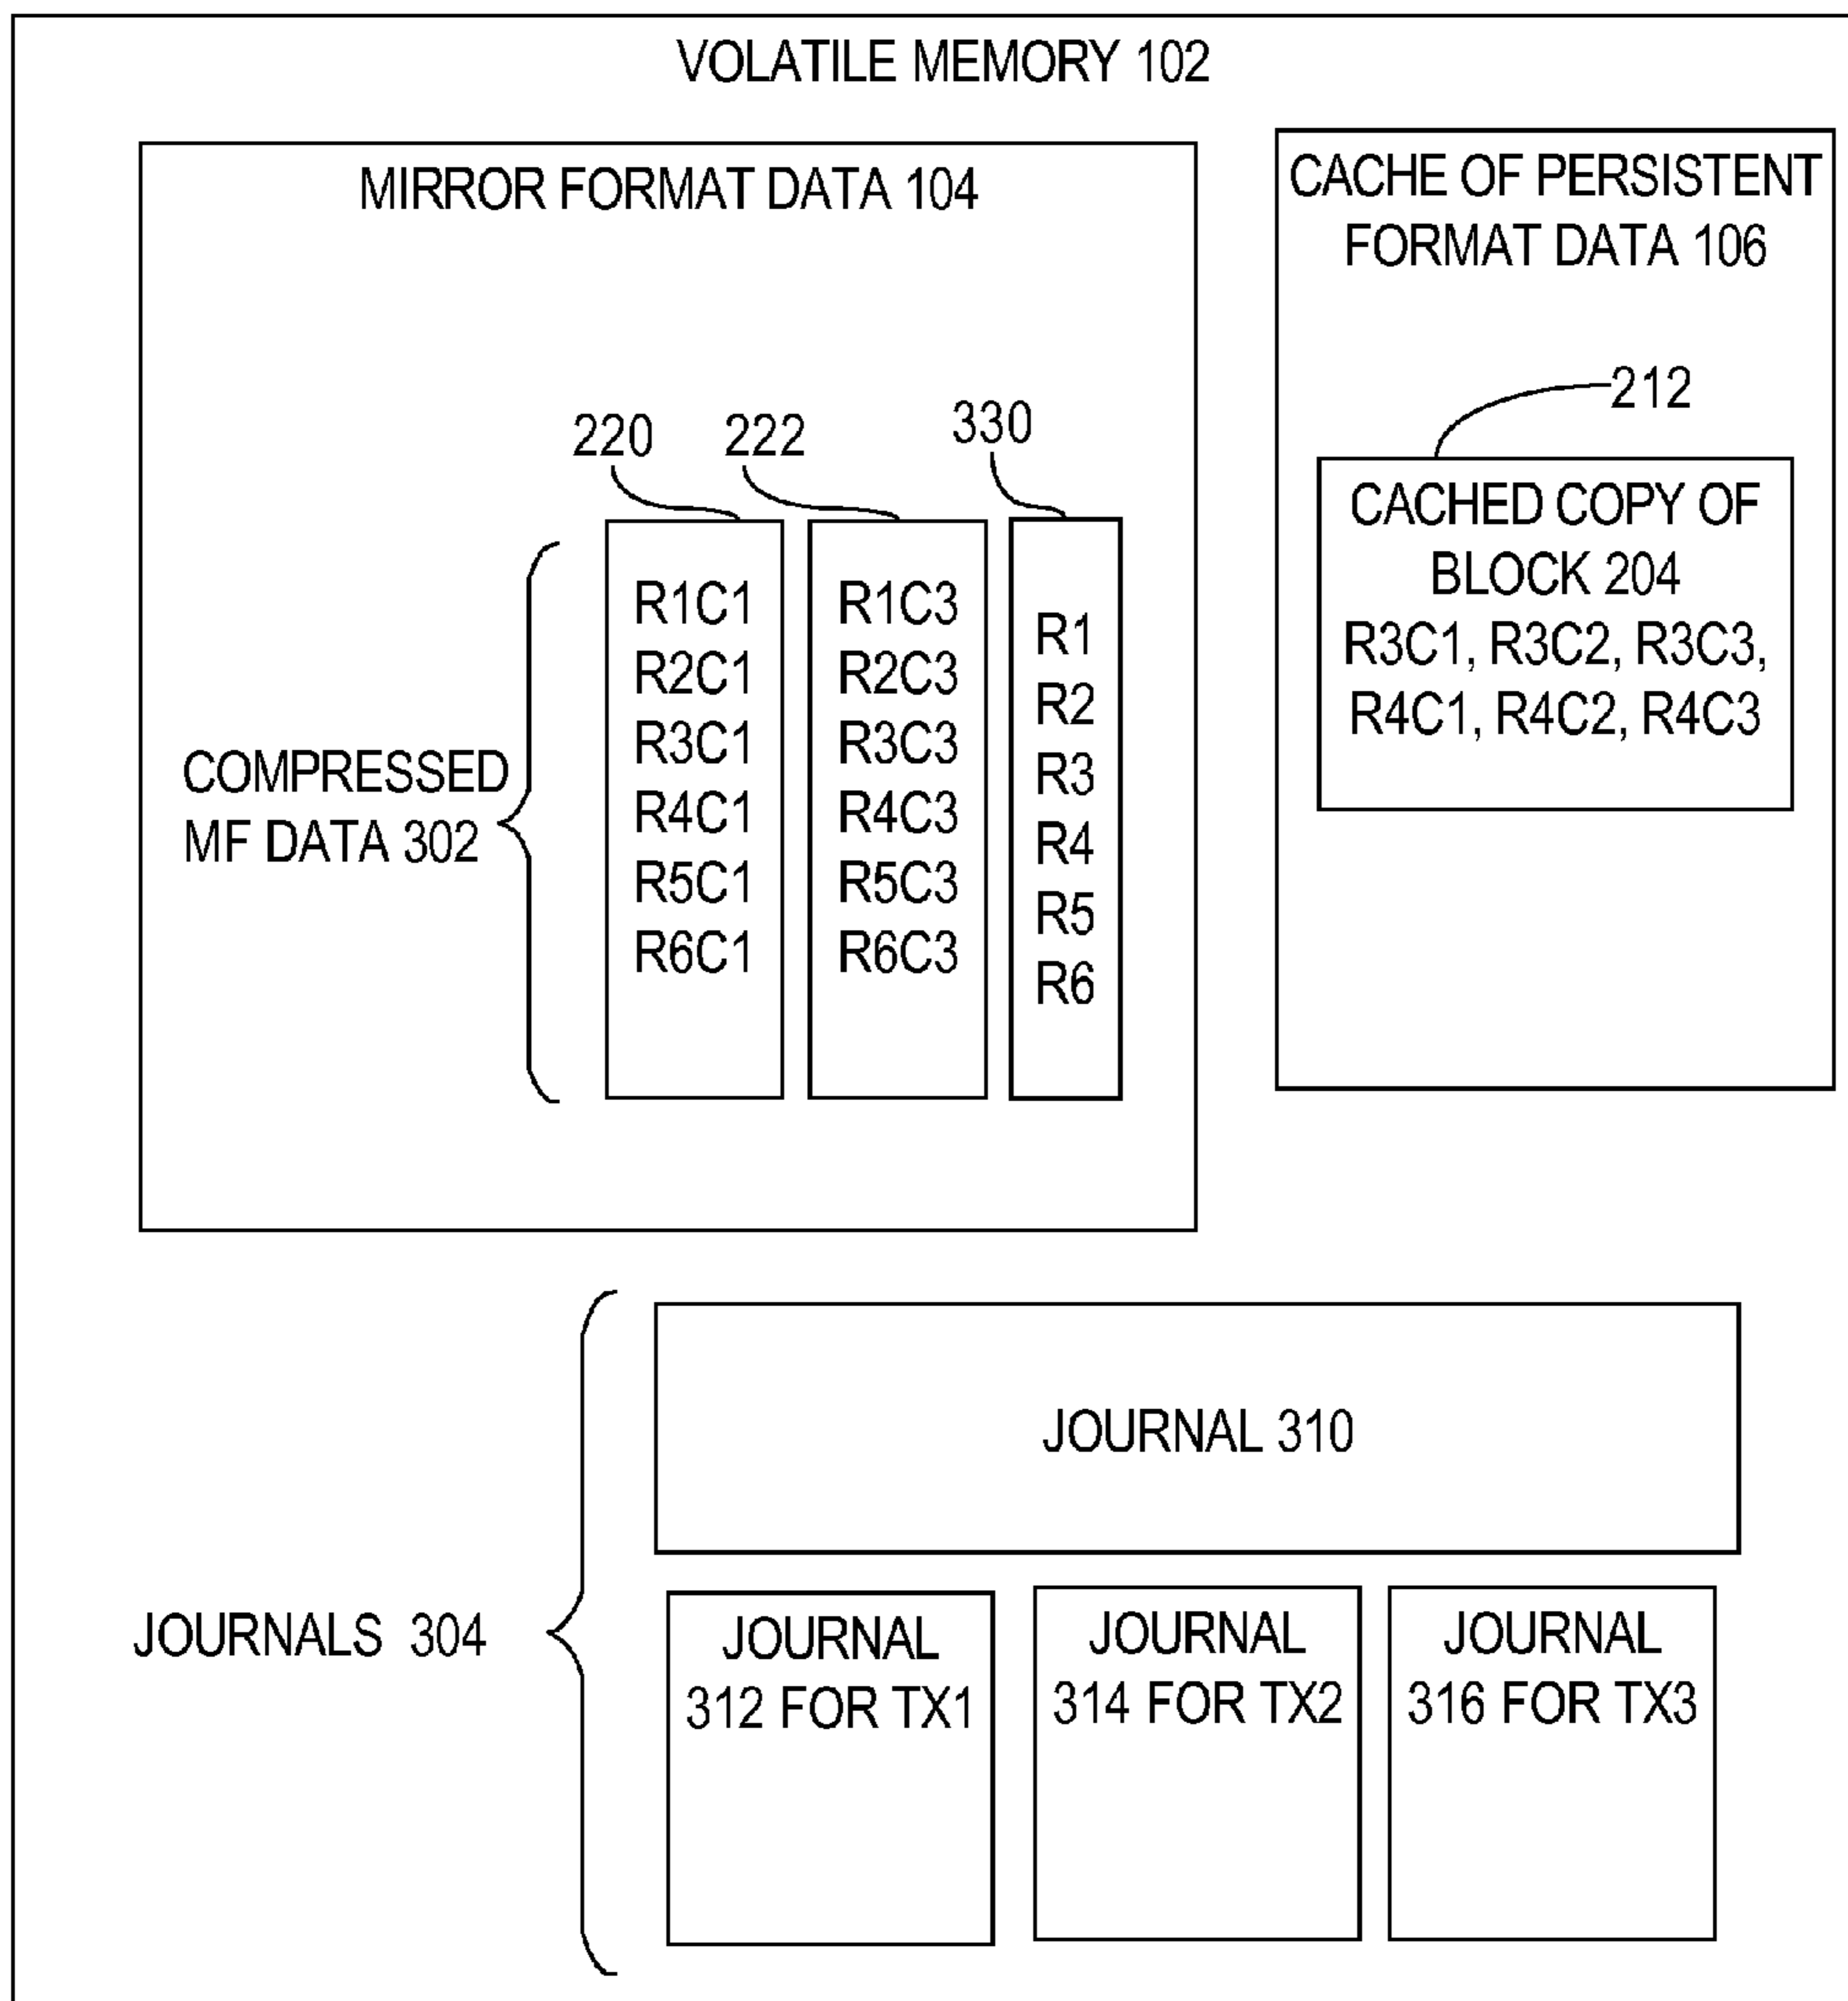 VOLATILE MEMORY 102
MIRROR FORMAT DATA 104
220
222
330
COMPRESSED
MF DATA 302
R1C1
R2C1
R3C1
R4C1
R5C1
R6C1
R1C3
R2C3
R3C3
R4C3
R5C3
R6C3
R1
R2
R3
R4
R5
R6
CACHE OF PERSISTENT
FORMAT DATA 106
212
CACHED COPY OF
BLOCK 204
R3C1, R3C2, R3C3,
R4C1, R4C2, R4C3
JOURNALS 304
JOURNAL 310
JOURNAL
312 FOR TX1
JOURNAL
314 FOR TX2
JOURNAL
316 FOR TX3